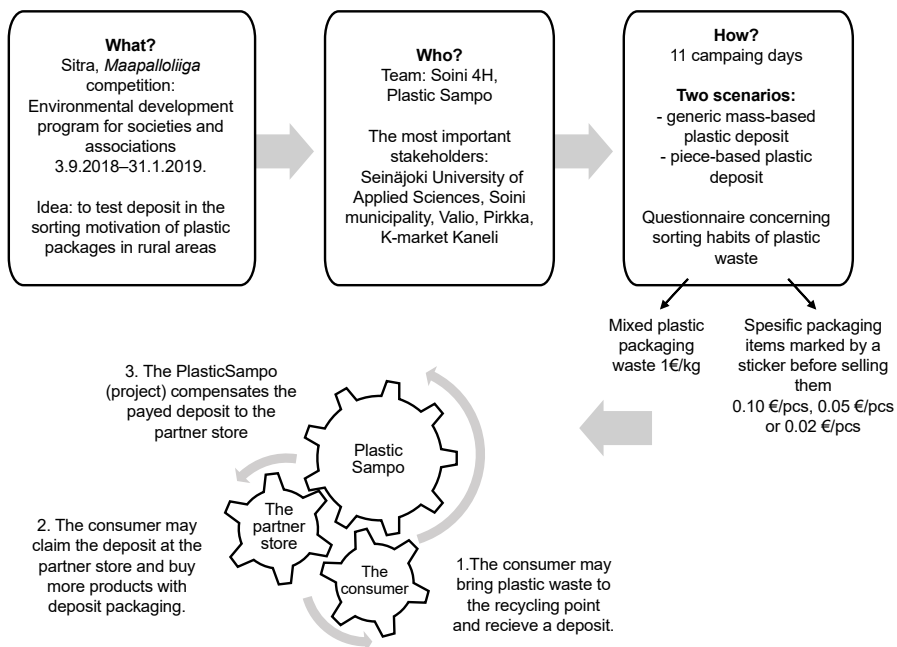 What?
Sitra, Maapalloliiga
competition:
Environmental development
program for societies and
associations
3.9.2018–31.1.2019.
Idea: to test deposit in the
sorting motivation of plastic
packages in rural areas
Who?
Team: Soini 4H,
Plastic Sampo
The most important
stakeholders:
Seinäjoki University of
Applied Sciences, Soini
municipality, Valio, Pirkka,
K-market Kaneli
How?
11 campaing days
Two scenarios:
- generic mass-based
plastic deposit
- piece-based plastic
deposit
Questionnaire concerning
sorting habits of plastic
waste
Mixed plastic
packaging
waste 1€/kg
Spesific packaging
items marked by a
sticker before selling
them
0.10 €/pcs, 0.05 €/pcs
or 0.02 €/pcs
3. The PlasticSampo
(project) compensates the
payed deposit to the
partner store
Plastic
Sampo
The
partner
store
2. The consumer may
claim the deposit at the
partner store and buy
more products with
deposit packaging.
The
consumer
1.The consumer may
bring plastic waste to
the recycling point
and recieve a deposit.